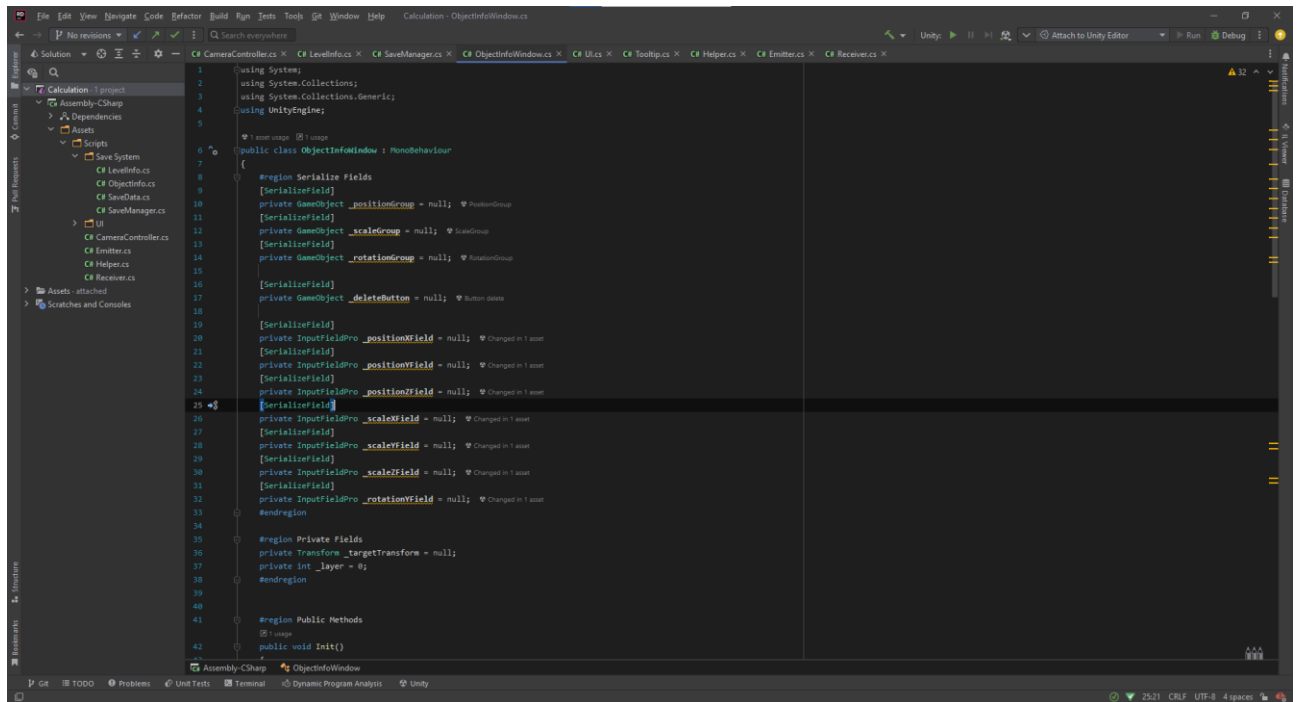 File Edit View Navigate Code Refactor Build Run Tests Tools Git Window Help Calculation - ObjectInfoWindow.cs
No revisions Search everywhere Unity: Attach to Unity Editor Run Debug
Solution
C# CameraController.cs C# LevelInfo.cs C# SaveManager.cs C# ObjectInfoWindow.cs C# UI.cs C# Tooltip.cs C# Helper.cs C# Emitter.cs C# Receiver.cs
Explorer
Commit
Pull Requests
Structure
Bookmarks
Calculation · 1 project
Assembly-CSharp
Dependencies
Assets
Scripts
Save System
C# LevelInfo.cs
C# ObjectInfo.cs
C# SaveData.cs
C# SaveManager.cs
UI
C# CameraController.cs
C# Emitter.cs
C# Helper.cs
C# Receiver.cs
Assets · attached
Scratches and Consoles
32
1 using System;
2 using System.Collections;
3 using System.Collections.Generic;
4 using UnityEngine;
5
1 asset usage 1 usage
6 public class ObjectInfoWindow : MonoBehaviour
7 {
8 #region Serialize Fields
9 [SerializeField]
10 private GameObject _positionGroup = null; PositionGroup
11 [SerializeField]
12 private GameObject _scaleGroup = null; ScaleGroup
13 [SerializeField]
14 private GameObject _rotationGroup = null; RotationGroup
15
16 [SerializeField]
17 private GameObject _deleteButton = null; Button delete
18
19 [SerializeField]
20 private InputFieldPro _positionXField = null; Changed in 1 asset
21 [SerializeField]
22 private InputFieldPro _positionYField = null; Changed in 1 asset
23 [SerializeField]
24 private InputFieldPro _positionZField = null; Changed in 1 asset
25 [SerializeField]
26 private InputFieldPro _scaleXField = null; Changed in 1 asset
27 [SerializeField]
28 private InputFieldPro _scaleYField = null; Changed in 1 asset
29 [SerializeField]
30 private InputFieldPro _scaleZField = null; Changed in 1 asset
31 [SerializeField]
32 private InputFieldPro _rotationYField = null; Changed in 1 asset
33 #endregion
34
35 #region Private Fields
36 private Transform _targetTransform = null;
37 private int _layer = 0;
38 #endregion
39
40
41 #region Public Methods
1 usage
42 public void Init()
Notifications
IL Viewer
Database
Assembly-CSharp ObjectInfoWindow
Git TODO Problems Unit Tests Terminal Dynamic Program Analysis Unity
25:21 CRLF UTF-8 4 spaces